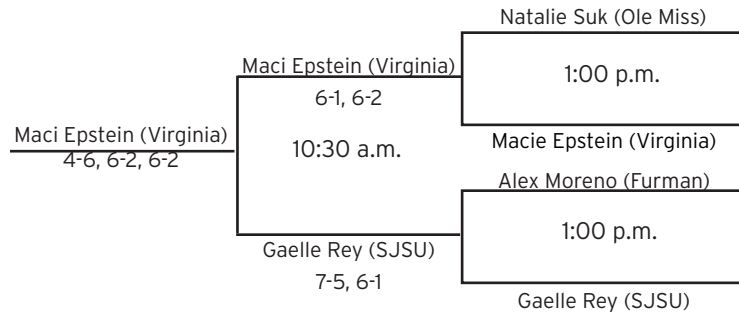 Natalie Suk (Ole Miss)
Maci Epstein (Virginia)
1:00 p.m.
6-1, 6-2
Maci Epstein (Virginia)
10:30 a.m.
Macie Epstein (Virginia)
4-6, 6-2, 6-2
Alex Moreno (Furman)
1:00 p.m.
Gaelle Rey (SJSU)
7-5, 6-1
Gaelle Rey (SJSU)